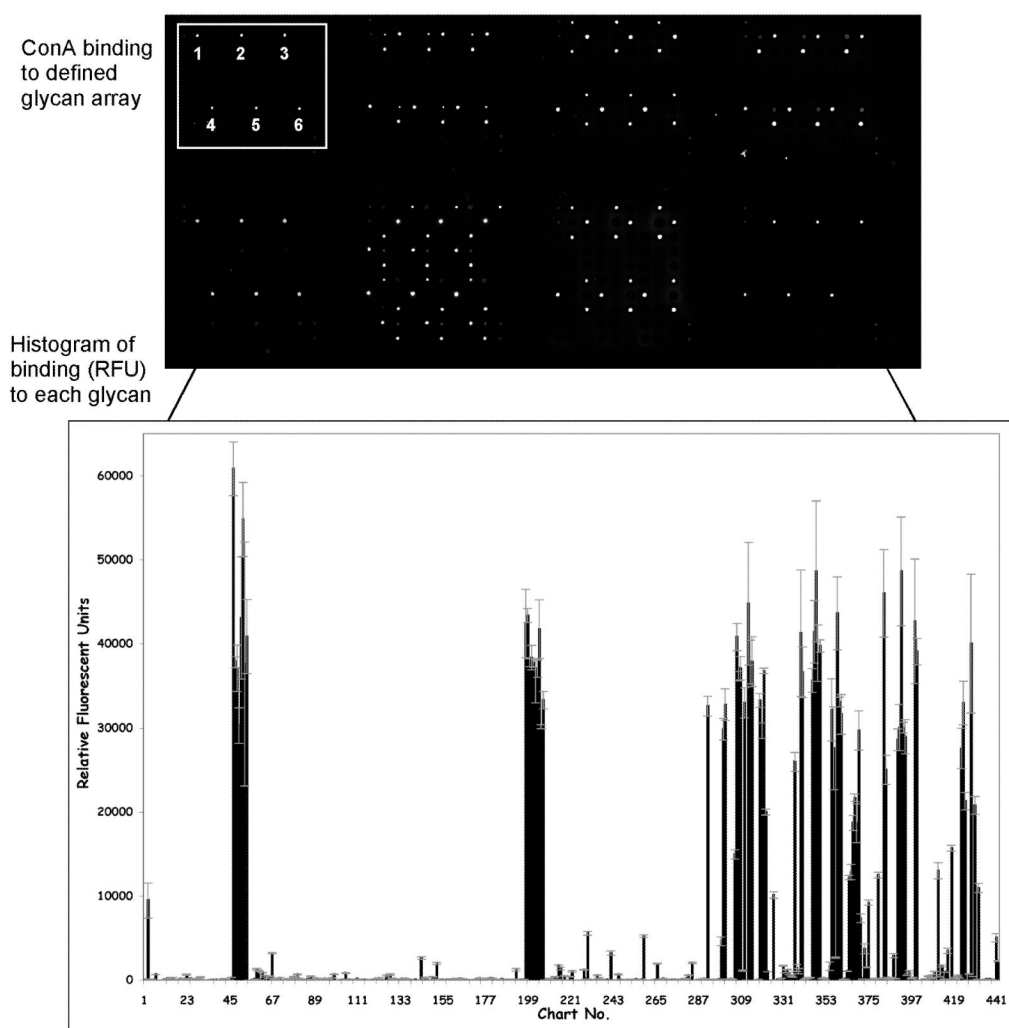 ConA binding
to defined
glycan array
1 2 3
4 5 6
Histogram of
binding (RFU)
to each glycan
Relative Fluorescent Units
60000
50000
40000
30000
20000
10000
0
1 23 45 67 89 111 133 155 177 199 221 243 265 287 309 331 353 375 397 419 441
Chart No.